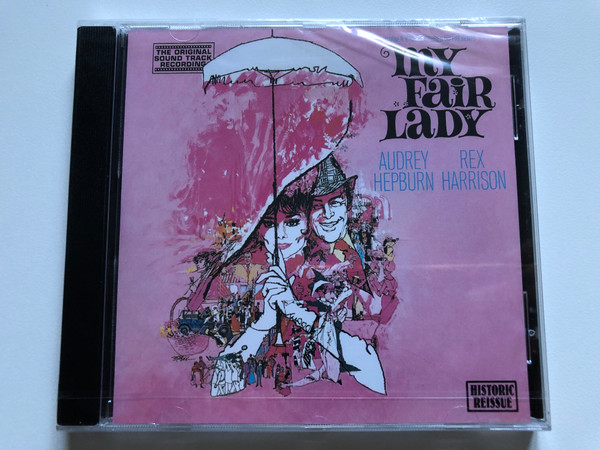 THE ORIGINAL
SOUND TRACK
RECORDING
my
FaiR
LaDY
AUDREY HEPBURN
REX HARRISON
HISTORIC
REISSUE